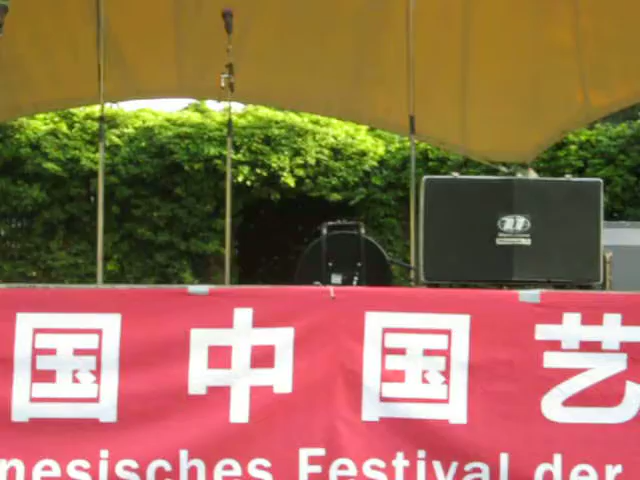 国中国艺
nesisches Festival der